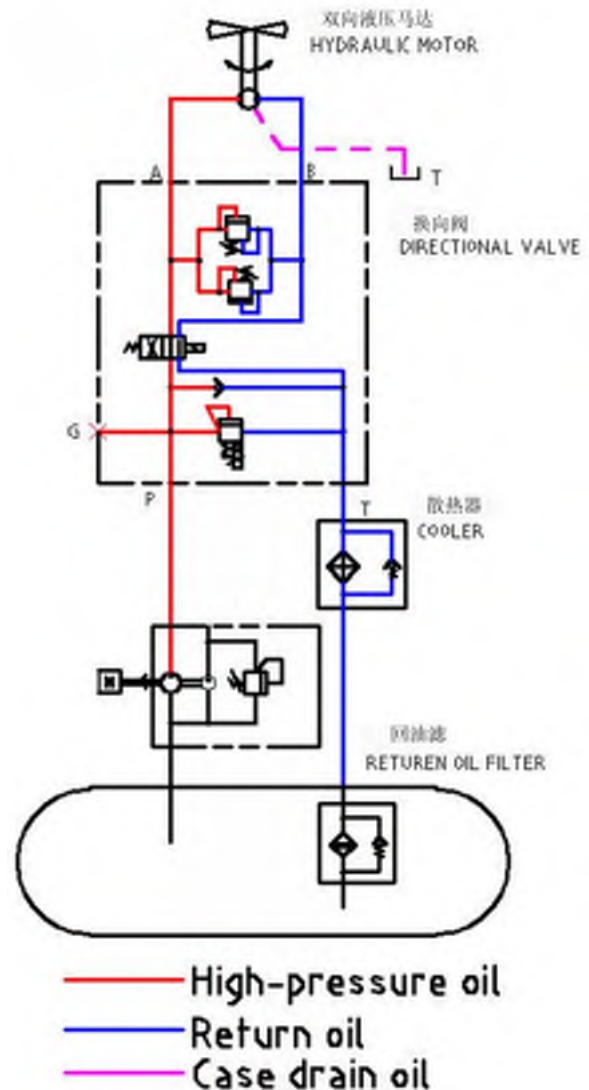 双向液压马达
HYDRAULIC MOTOR
A
B
T
换向阀
DIRECTIONAL VALVE
G
P
T
散热器
COOLER
M
回油滤
RETUREN OIL FILTER
High-pressure oil
Return oil
Case drain oil